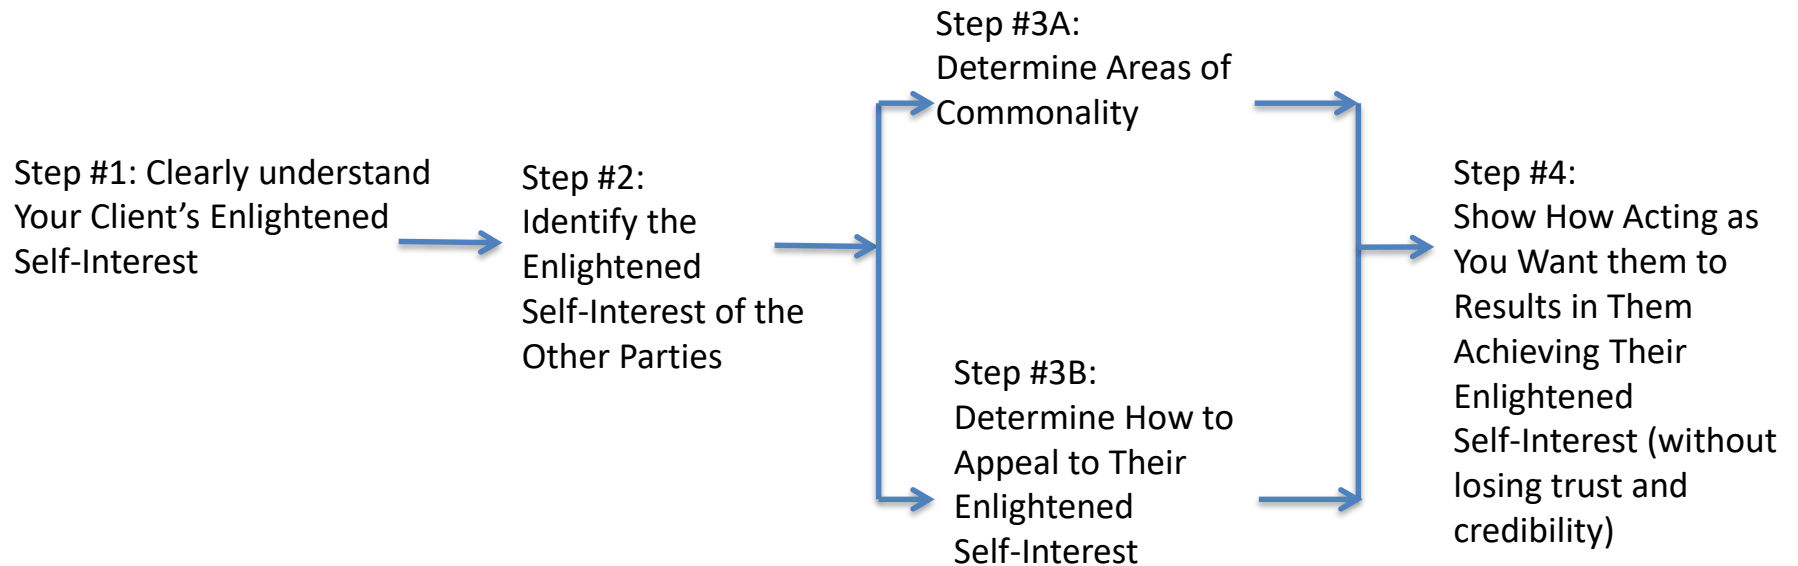 Step #1: Clearly understand
Your Client’s Enlightened
Self-Interest
Step #2:
Identify the
Enlightened
Self-Interest of the
Other Parties
Step #3A:
Determine Areas of
Commonality
Step #3B:
Determine How to
Appeal to Their
Enlightened
Self-Interest
Step #4:
Show How Acting as
You Want them to
Results in Them
Achieving Their
Enlightened
Self-Interest (without
losing trust and
credibility)